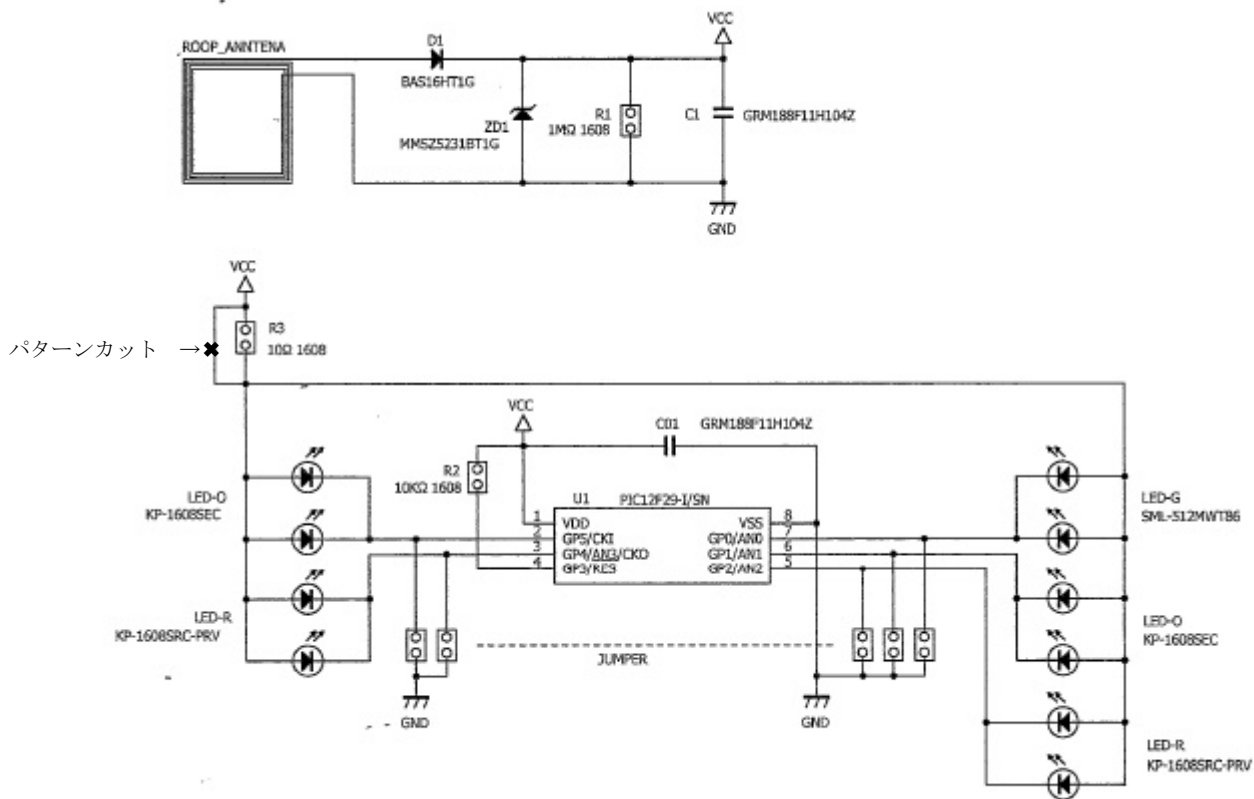 VCC
ROOP_ANNTENA
D1
BAS16HT1G
ZD1
MMSZ5231BT1G
R1
1MΩ 1608
C1
GRM188F11H104Z
GND
VCC
R3
10Ω 1608
パターンカット →✖
VCC
C01
GRM188F11H104Z
R2
10KΩ 1608
U1
PIC12F29-I/SN
1
VDD
VSS
8
2
GP5/CKI
GP0/AN0
7
3
GP4/AN3/CKO
GP1/AN1
6
4
GP3/RES
GP2/AN2
5
LED-O
KP-1608SEC
LED-R
KP-1608SRC-PRV
LED-G
SML-512MWT86
LED-O
KP-1608SEC
LED-R
KP-1608SRC-PRV
JUMPER
GND
GND